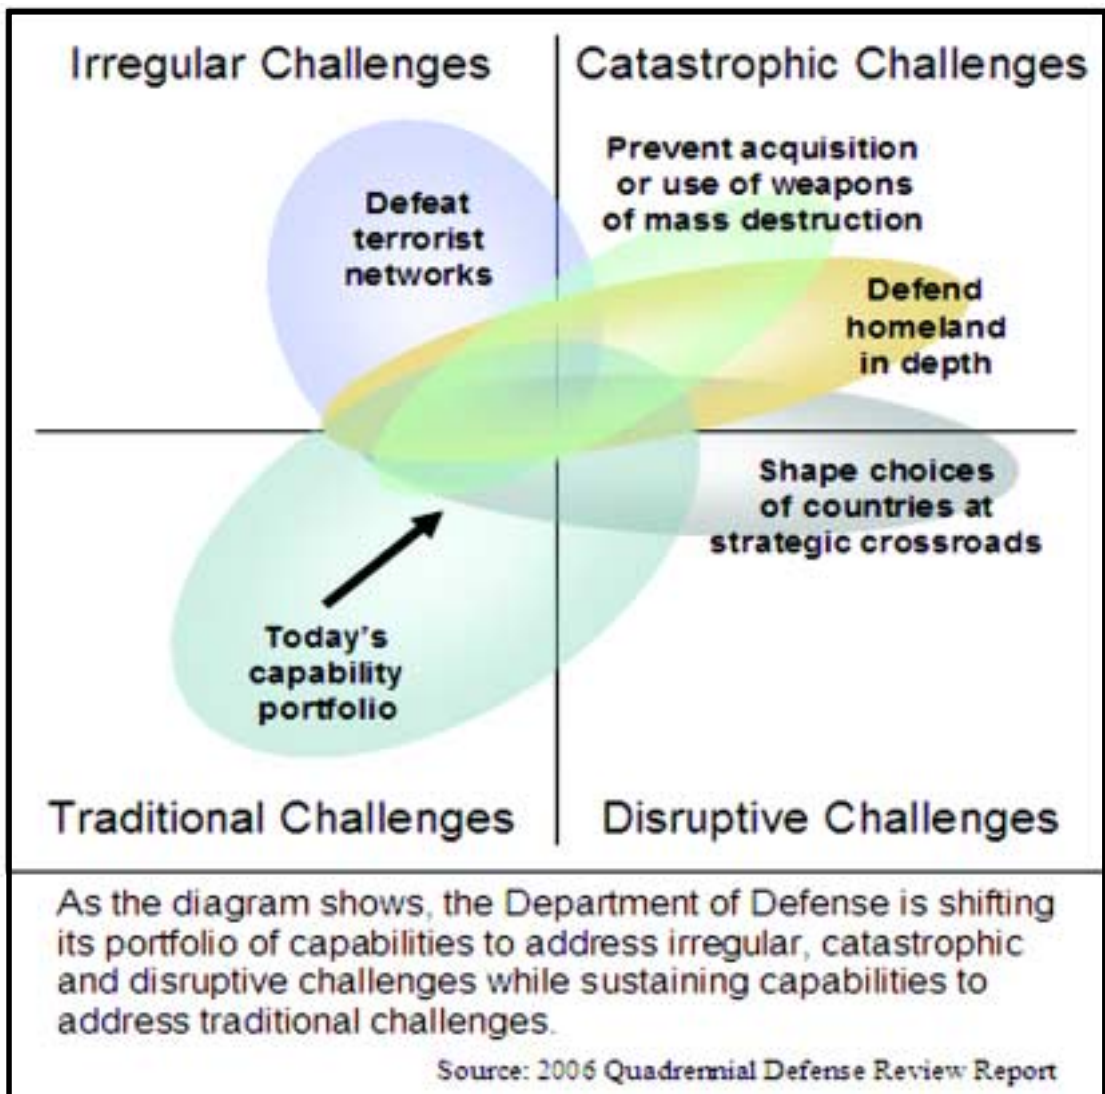 Irregular Challenges
Catastrophic Challenges
Prevent acquisition
or use of weapons
of mass destruction
Defeat
terrorist
networks
Defend
homeland
in depth
Shape choices
of countries at
strategic crossroads
Today's
capability
portfolio
Traditional Challenges
Disruptive Challenges
As the diagram shows, the Department of Defense is shifting
its portfolio of capabilities to address irregular, catastrophic
and disruptive challenges while sustaining capabilities to
address traditional challenges.
Source: 2006 Quadrennial Defense Review Report